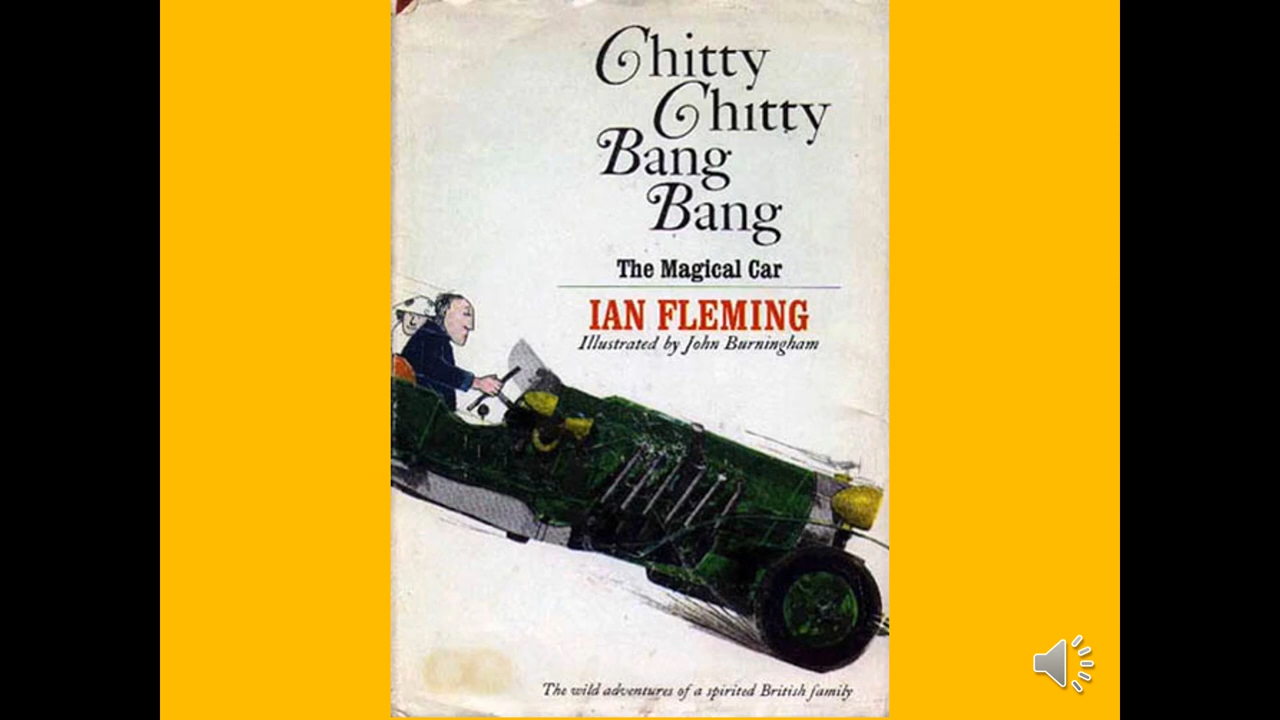 Chitty
Chitty
Bang
Bang
The Magical Car
IAN FLEMING
Illustrated by John Burningham
The wild adventures of a spirited British family